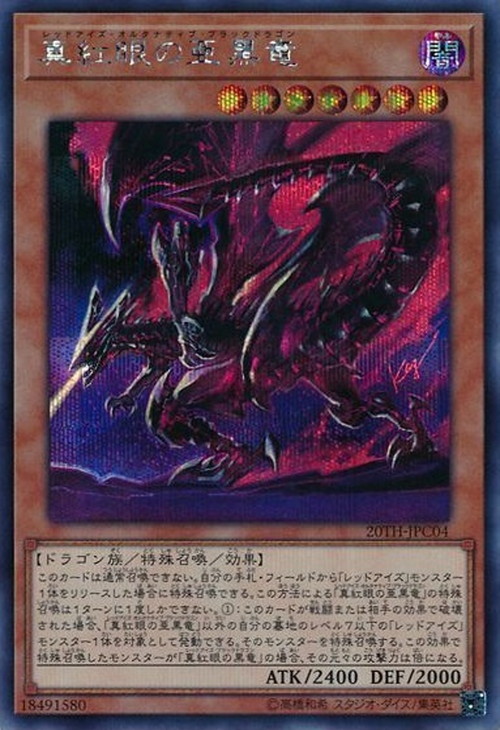 レッドアイズ・オルタナティブ・ブラックドラゴン
真紅眼の亜黒竜
闇
Kazu
20TH-JPC04
【ドラゴン族/特殊召喚/効果】
このカードは通常召喚できない。自分の手札・フィールドから「レッドアイズ」モンスター
1体をリリースした場合に特殊召喚できる。この方法による「真紅眼の亜黒竜」の特殊
召喚は1ターンに1度しかできない。①:このカードが戦闘または相手の効果で破壊
された場合、「真紅眼の亜黒竜」以外の自分の墓地のレベル7以下の「レッドアイズ」
モンスター1体を対象として発動できる。そのモンスターを特殊召喚する。この効果で
特殊召喚したモンスターが「真紅眼の黒竜」の場合、その元々の攻撃力は倍になる。
ATK/2400 DEF/2000
18491580
©高橋和希 スタジオ・ダイス/集英社